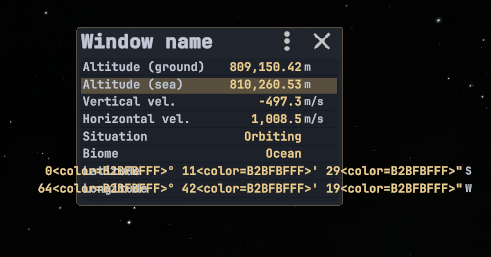 Window name
Altitude (ground) 809,150.42 m
Altitude (sea) 810,260.53 m
Vertical vel. -497.3 m/s
Horizontal vel. 1,008.5 m/s
Situation Orbiting
Biome Ocean
0<color=B2BFBFFF>° 11<color=B2BFBFFF>' 29<color=B2BFBFFF>" S
64<color=B2BFBFFF>° 42<color=B2BFBFFF>' 19<color=B2BFBFFF>" W